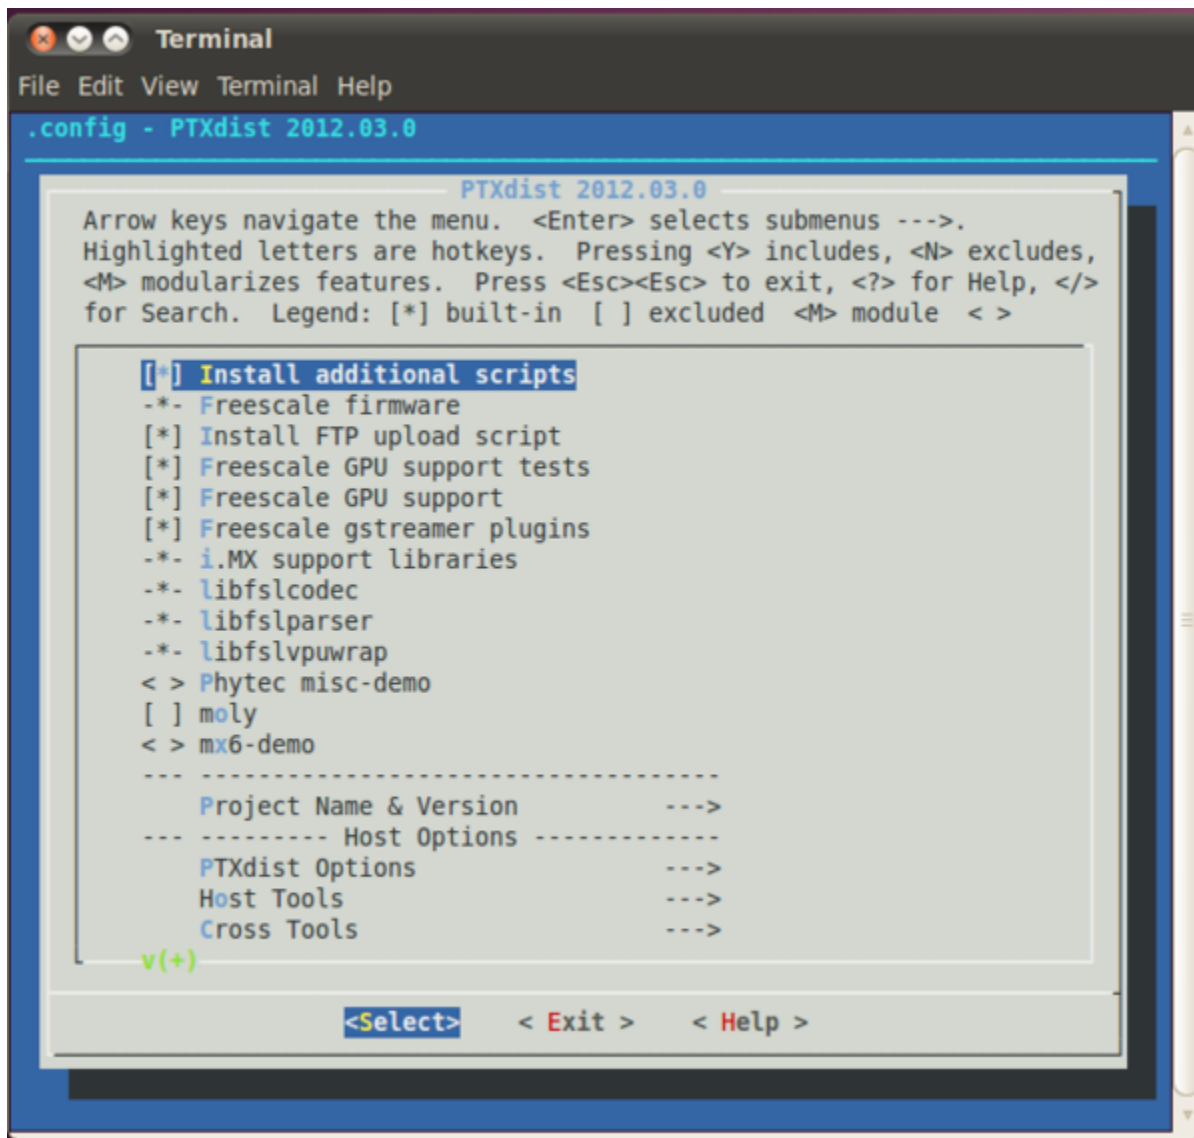 Terminal
File Edit View Terminal Help
.config - PTXdist 2012.03.0
PTXdist 2012.03.0
Arrow keys navigate the menu.  <Enter> selects submenus --->.
Highlighted letters are hotkeys.  Pressing <Y> includes, <N> excludes,
<M> modularizes features.  Press <Esc><Esc> to exit, <?> for Help, </>
for Search.  Legend: [*] built-in  [ ] excluded  <M> module  < >
[*] Install additional scripts
-*- Freescale firmware
[*] Install FTP upload script
[*] Freescale GPU support tests
[*] Freescale GPU support
[*] Freescale gstreamer plugins
-*- i.MX support libraries
-*- libfslcodec
-*- libfslparser
-*- libfslvpuwrap
< > Phytec misc-demo
[ ] moly
< > mx6-demo
--- ------------------------------------
Project Name & Version          --->
--- --------- Host Options -------------
PTXdist Options                 --->
Host Tools                      --->
Cross Tools                     --->
v(+)
<Select>    < Exit >    < Help >